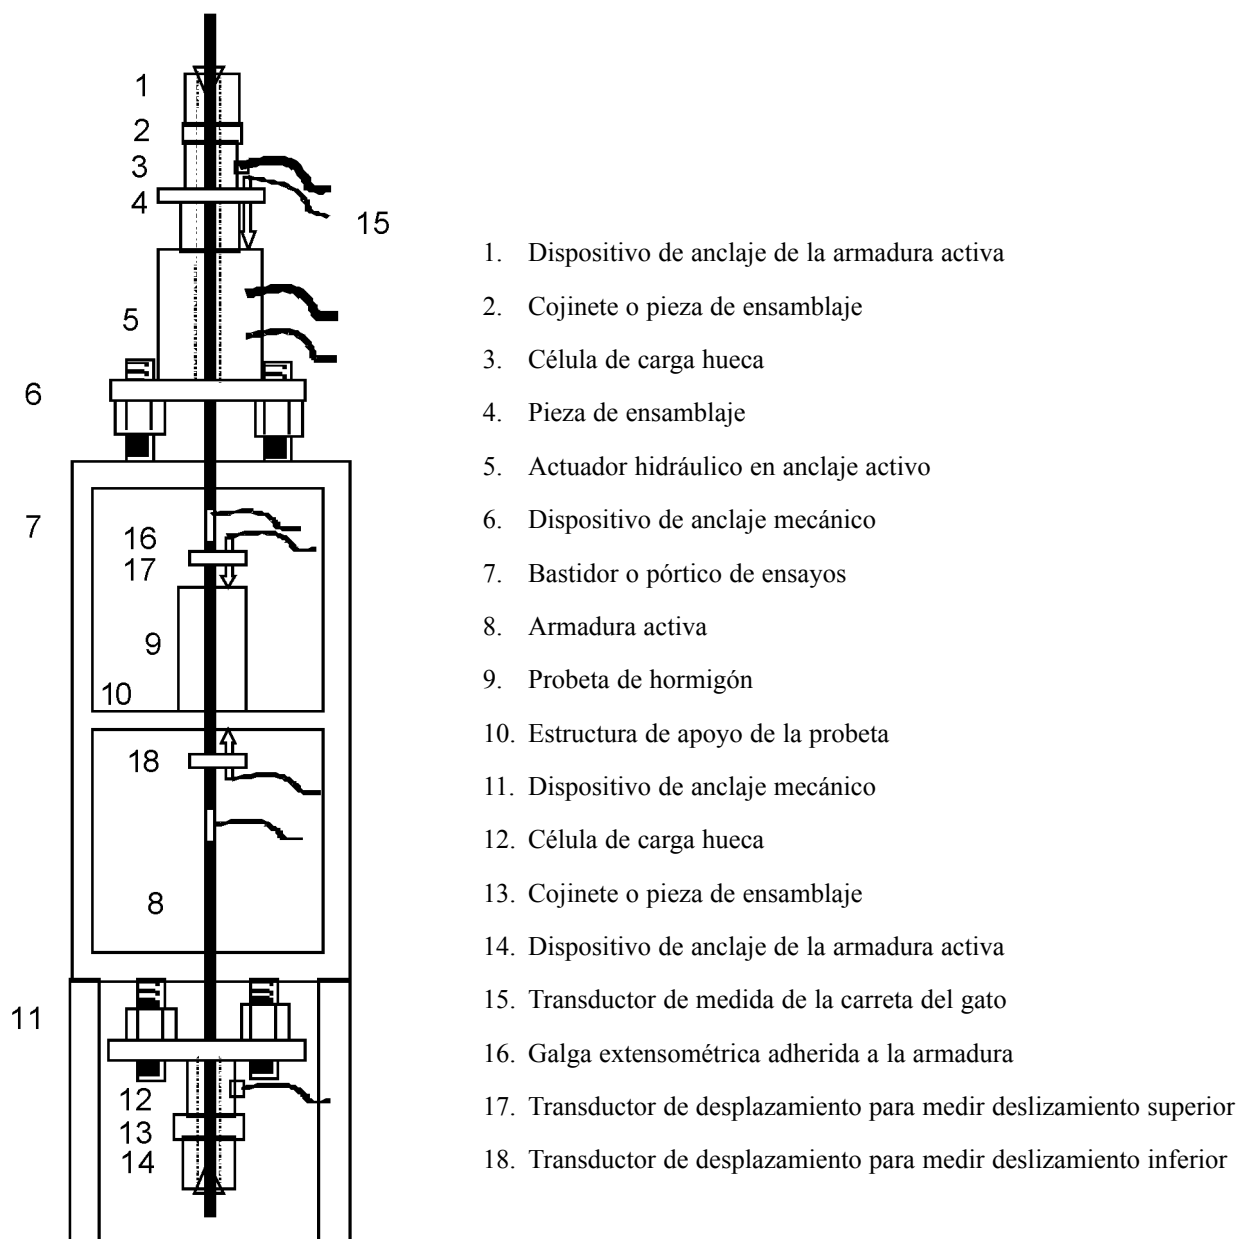 1
2
3
4
15
5
6
7
16
17
9
10
18
8
11
12
13
14
1. Dispositivo de anclaje de la armadura activa
2. Cojinete o pieza de ensamblaje
3. Célula de carga hueca
4. Pieza de ensamblaje
5. Actuador hidráulico en anclaje activo
6. Dispositivo de anclaje mecánico
7. Bastidor o pórtico de ensayos
8. Armadura activa
9. Probeta de hormigón
10. Estructura de apoyo de la probeta
11. Dispositivo de anclaje mecánico
12. Célula de carga hueca
13. Cojinete o pieza de ensamblaje
14. Dispositivo de anclaje de la armadura activa
15. Transductor de medida de la carreta del gato
16. Galga extensométrica adherida a la armadura
17. Transductor de desplazamiento para medir deslizamiento superior
18. Transductor de desplazamiento para medir deslizamiento inferior